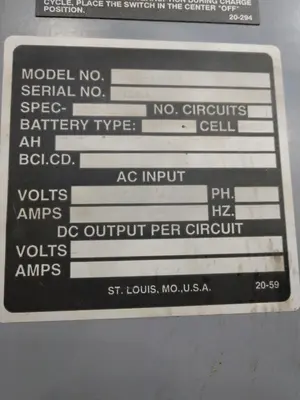 CYCLE, PLACE THE SWITCH IN THE CENTER "OFF"
POSITION.
20-294
MODEL NO.
SERIAL NO.
SPEC- NO. CIRCUITS
BATTERY TYPE: CELL
AH
BCI.CD.
AC INPUT
VOLTS PH.
AMPS HZ.
DC OUTPUT PER CIRCUIT
VOLTS
AMPS
ST. LOUIS, MO.,U.S.A.
20-59